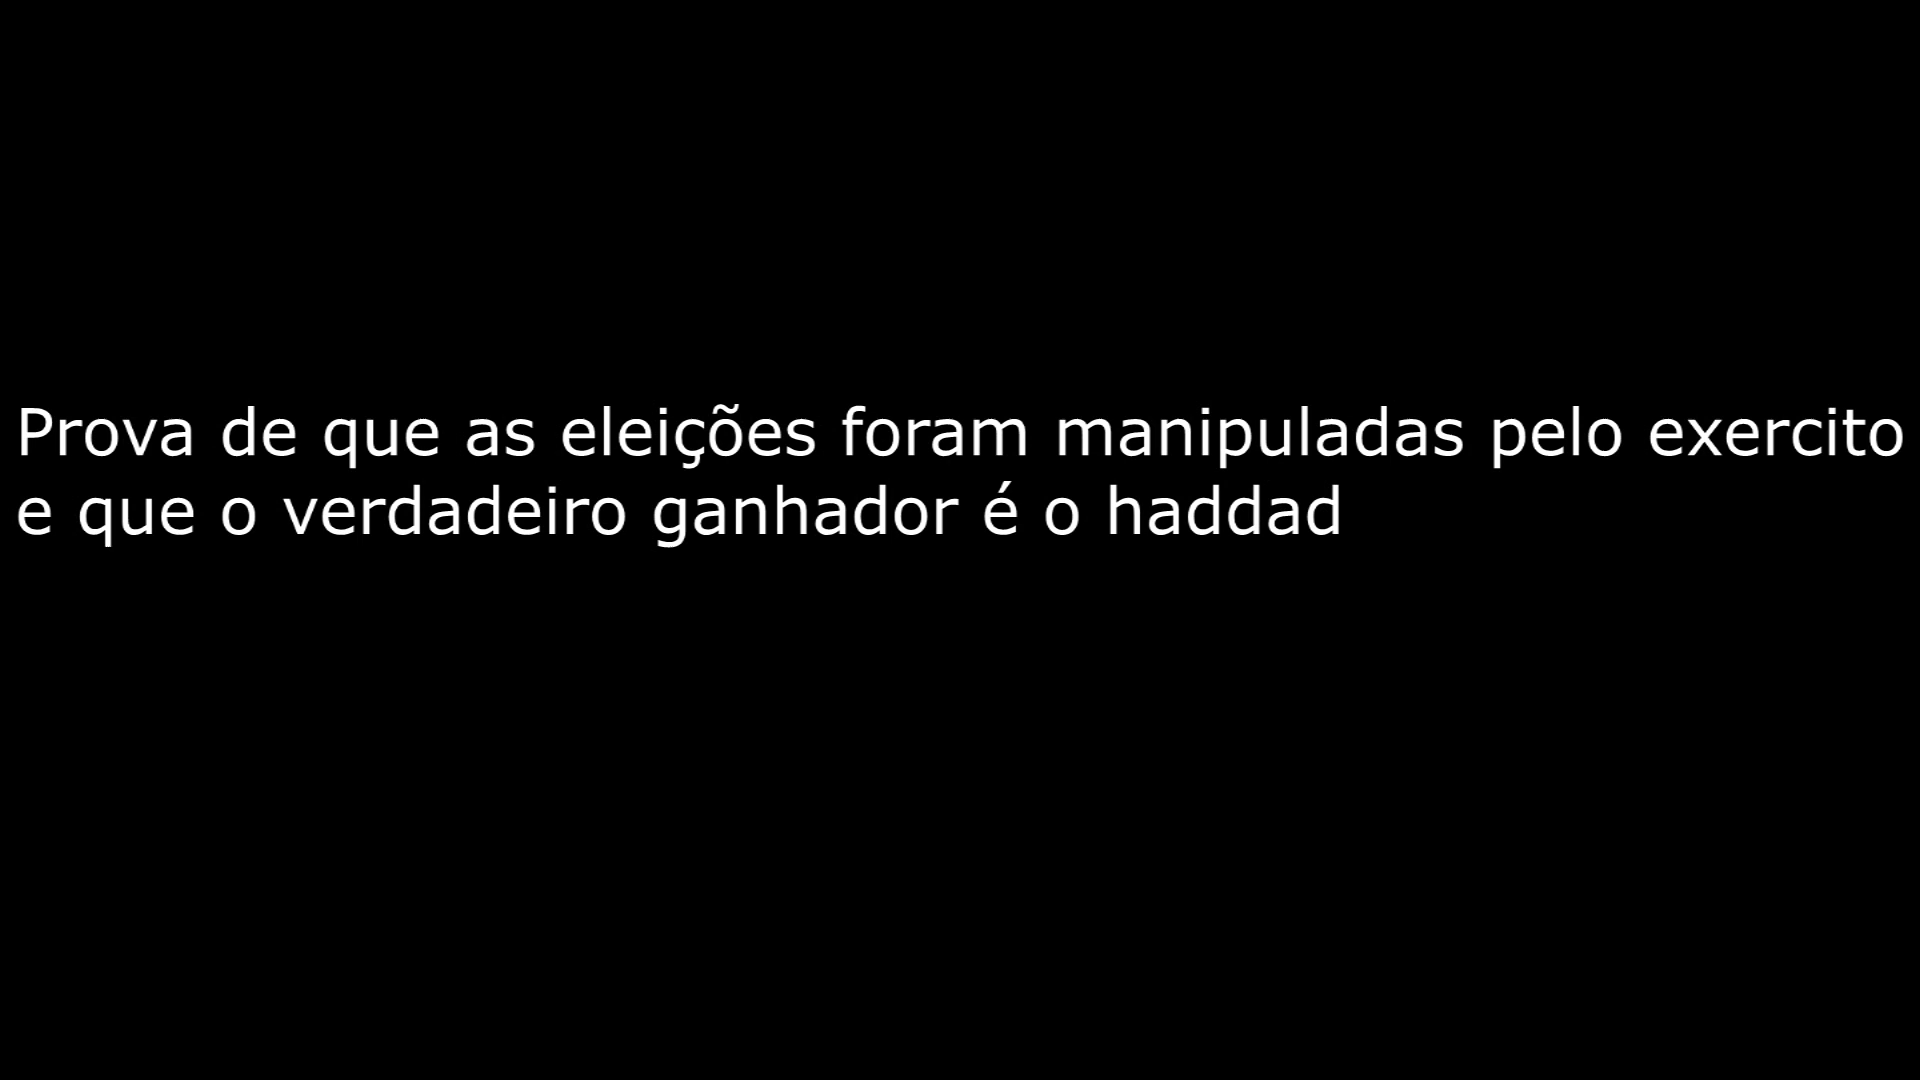 Prova de que as eleições foram manipuladas pelo exercito
e que o verdadeiro ganhador é o haddad